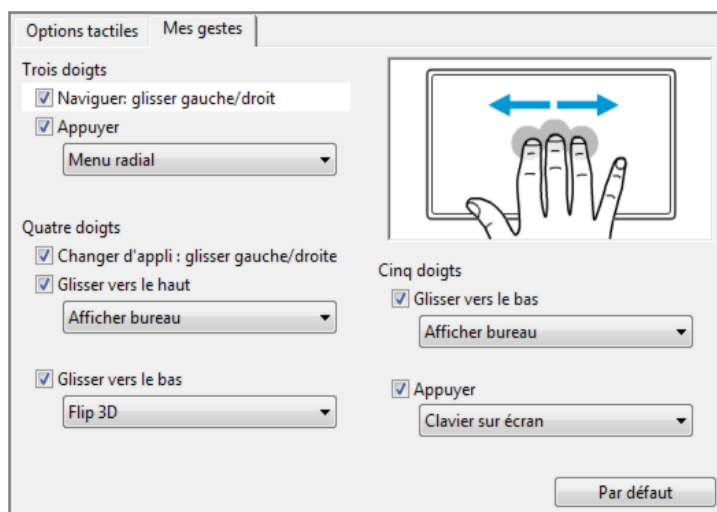 Options tactiles
Mes gestes
Trois doigts
Naviguer: glisser gauche/droit
Appuyer
Menu radial
Quatre doigts
Changer d'appli : glisser gauche/droite
Glisser vers le haut
Afficher bureau
Glisser vers le bas
Flip 3D
Cinq doigts
Glisser vers le bas
Afficher bureau
Appuyer
Clavier sur écran
Par défaut